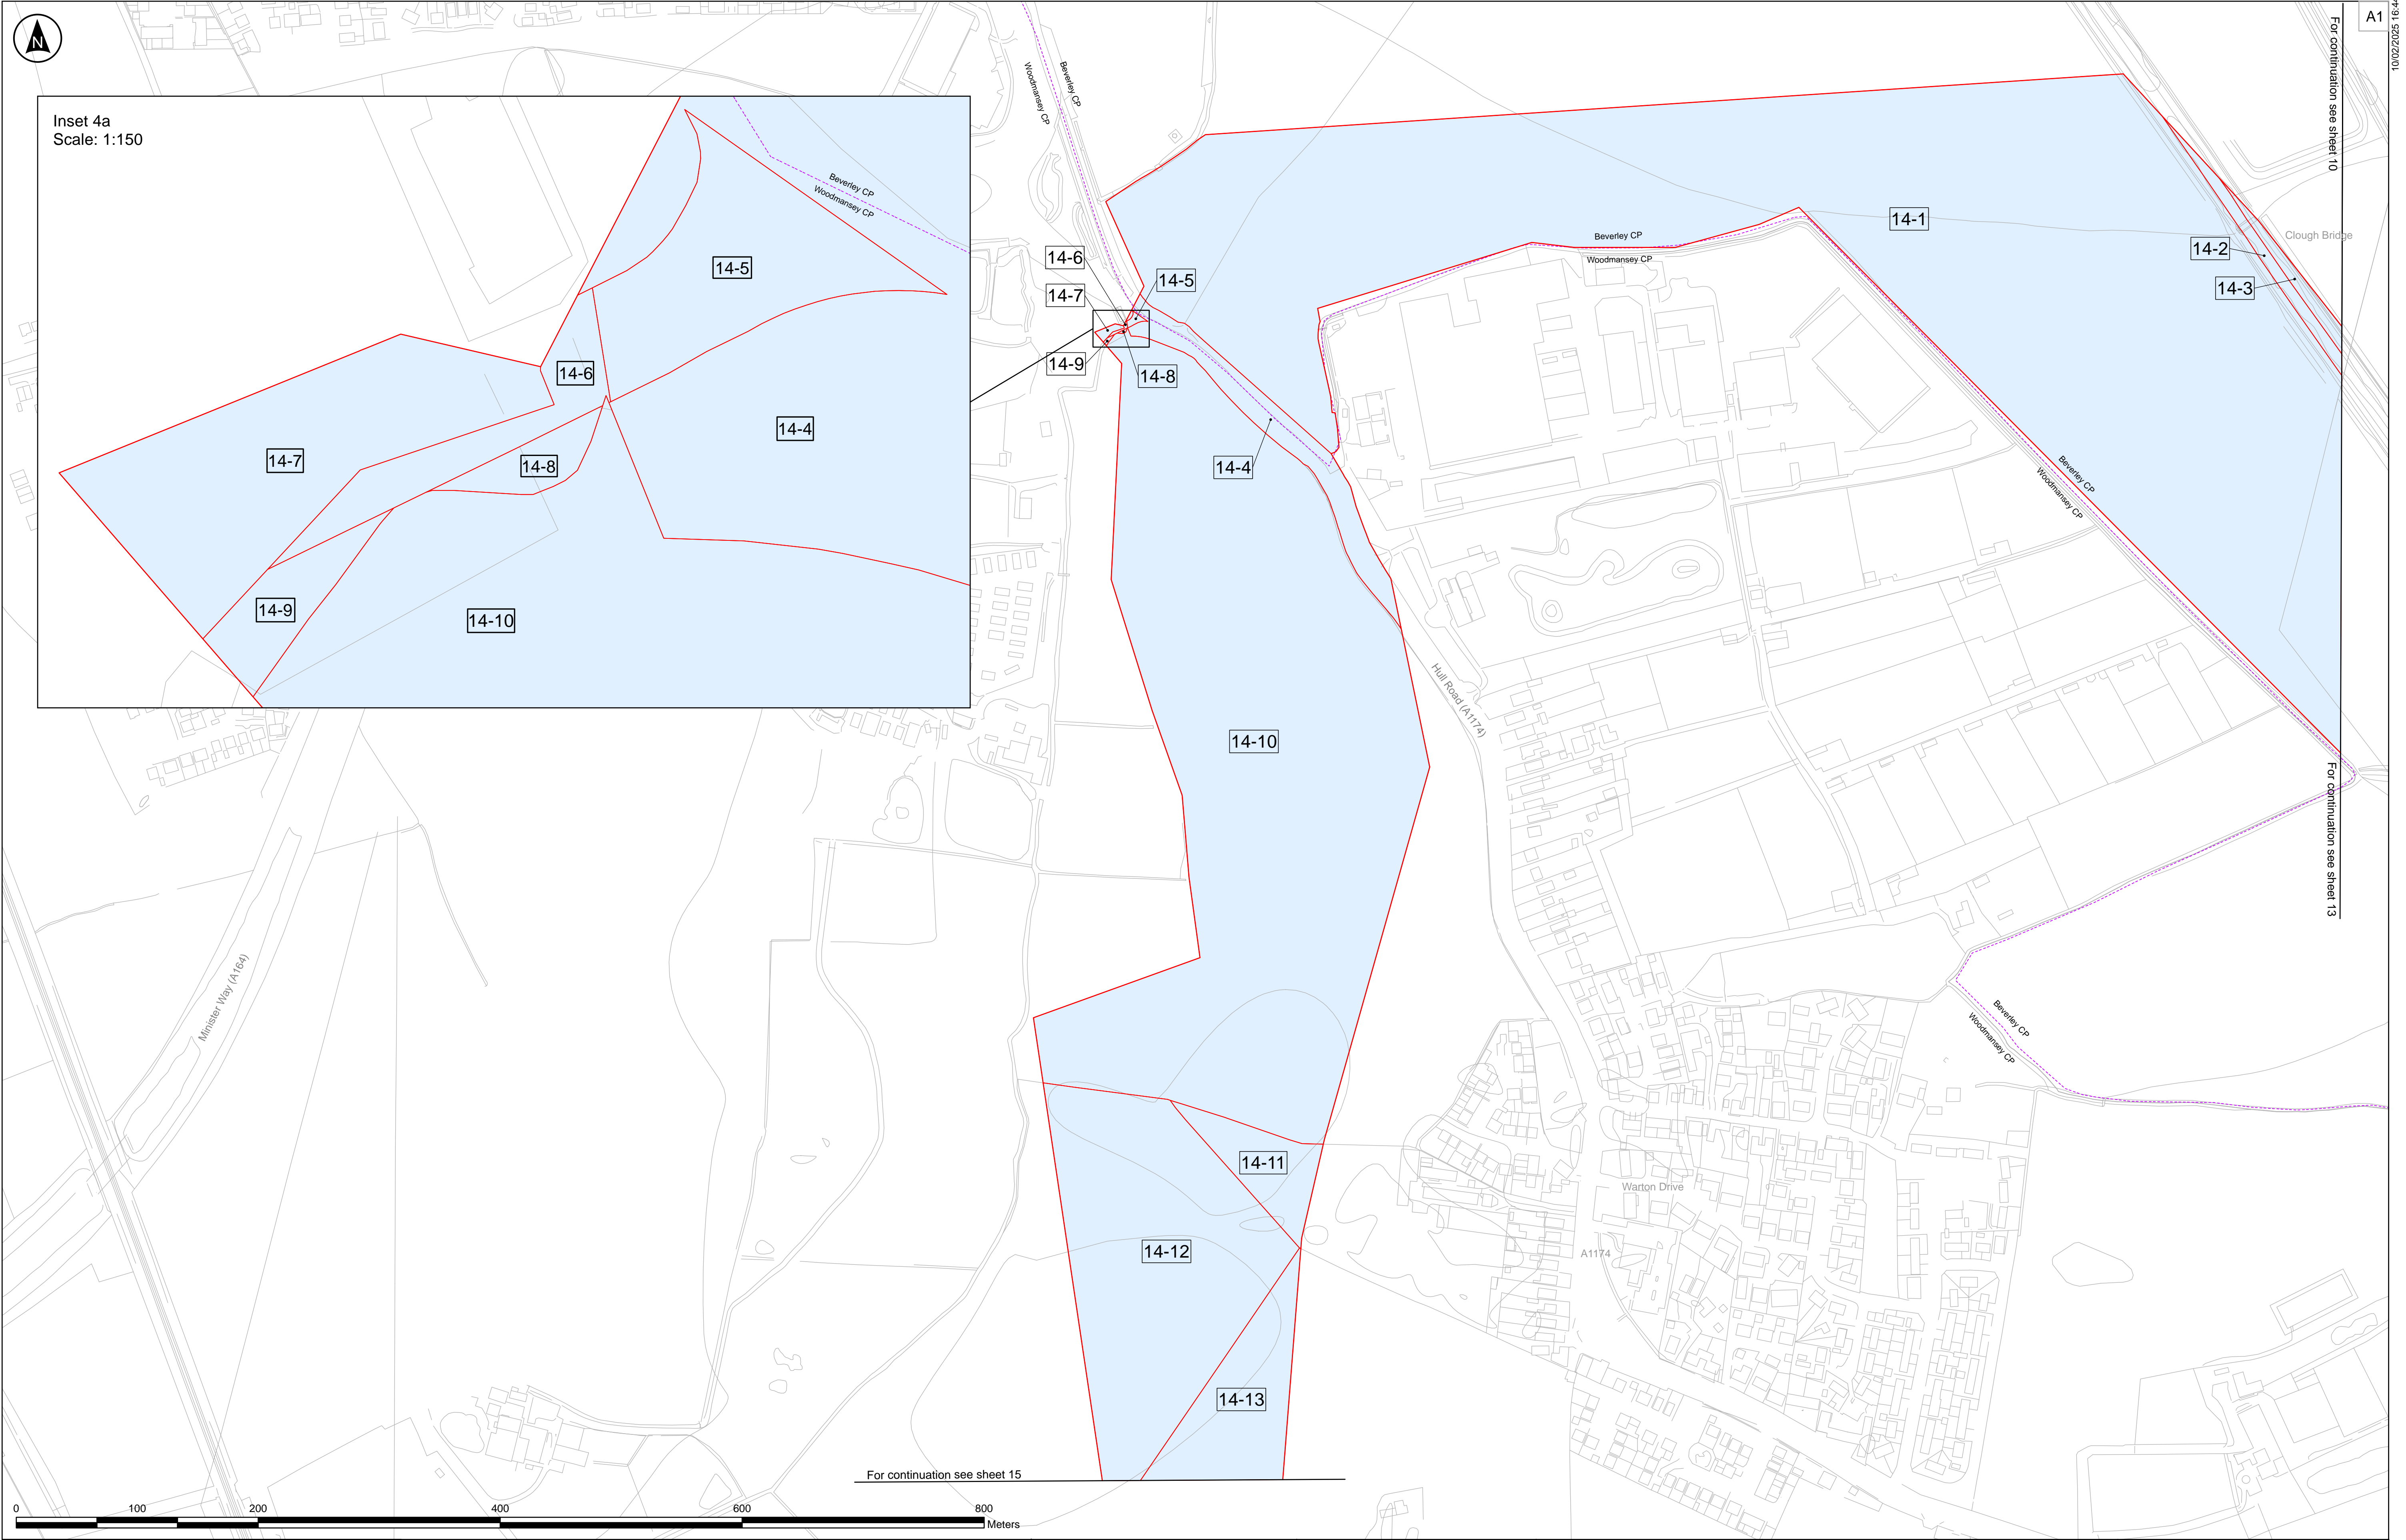 N
A1
10/02/2025 16:4
Inset 4a
Scale: 1:150
Beverley CP
Woodmansey CP
14-5
14-6
14-4
14-7
14-8
14-9
14-10
Woodmansey CP
Beverley CP
For continuation see sheet 10
14-1
Beverley CP
Woodmansey CP
14-2
Clough Bridge
14-3
14-6
14-5
14-7
14-9
14-8
14-4
Beverley CP
Woodmansey CP
Hull Road (A1174)
14-10
For continuation see sheet 13
Minister Way (A164)
Beverley CP
Woodmansey CP
14-11
Warton Drive
14-12
A1174
14-13
For continuation see sheet 15
0 100 200 400 600 800
Meters